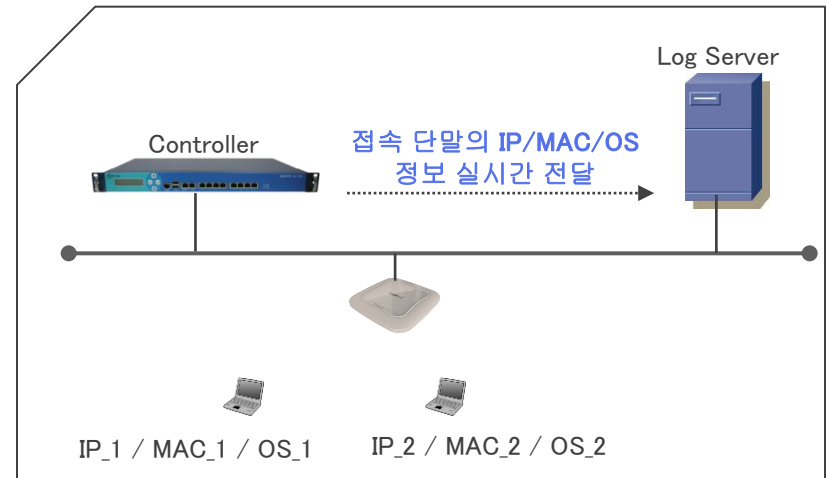 Log Server
Controller
접속 단말의 IP/MAC/OS
정보 실시간 전달
IP_1 / MAC_1 / OS_1
IP_2 / MAC_2 / OS_2